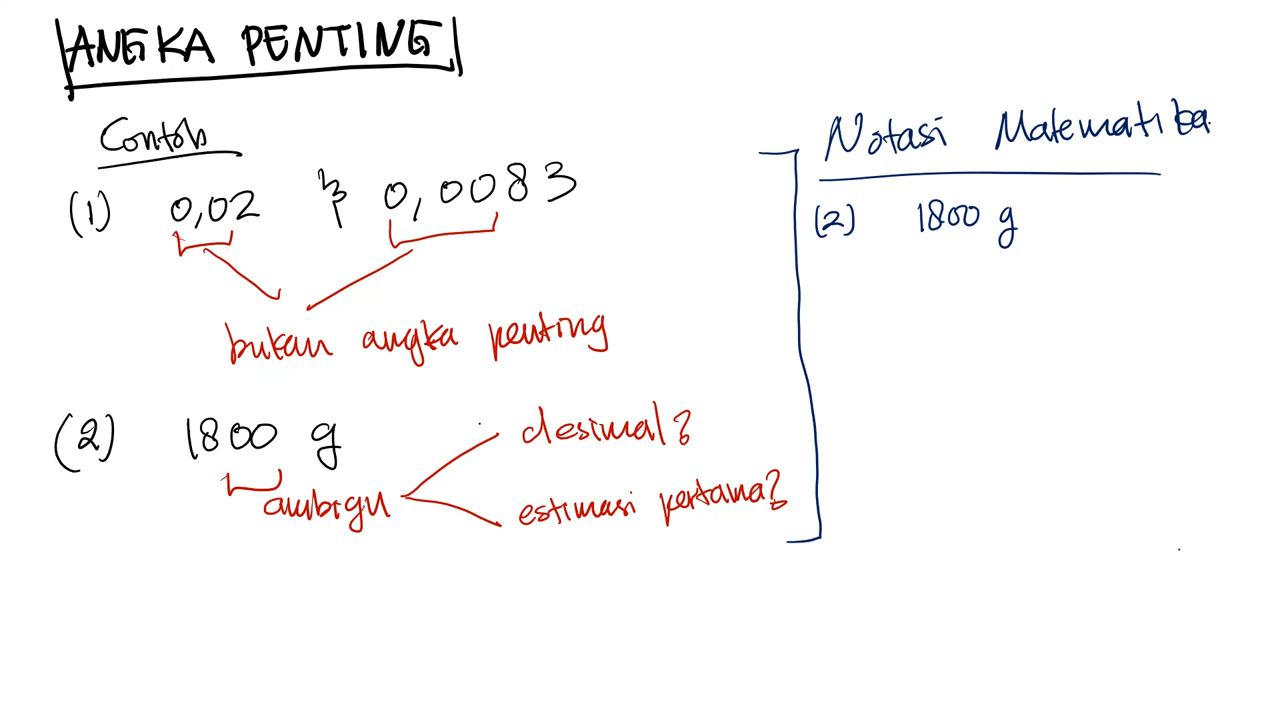 ANGKA PENTING
Contoh
(1) 0,02 & 0,0083
bukan angka penting
(2) 1800 g
ambigu
desimal?
estimasi pertama?
Notasi Matematika
(2) 1800 g